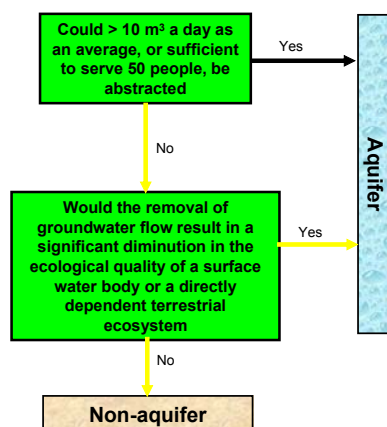 Could > 10 m³ a day as
an average, or sufficient
to serve 50 people, be
abstracted
Yes
Aquifer
No
Would the removal of
groundwater flow result in a
significant diminution in the
ecological quality of a surface
water body or a directly
dependent terrestrial
ecosystem
Yes
No
Non-aquifer